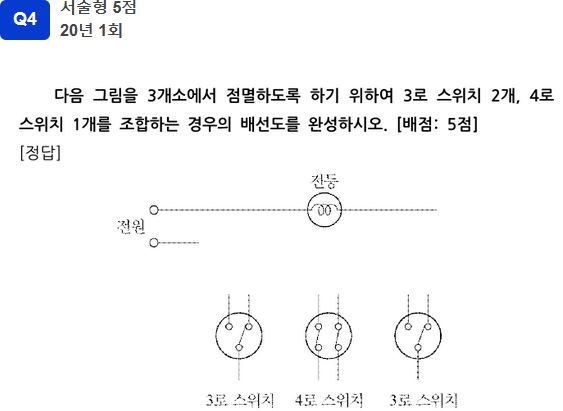 Q4
서술형 5점
20년 1회
다음 그림을 3개소에서 점멸하도록 하기 위하여 3로 스위치 2개, 4로
스위치 1개를 조합하는 경우의 배선도를 완성하시오. [배점: 5점]
[정답]
전등
전원
3로 스위치 4로 스위치 3로 스위치